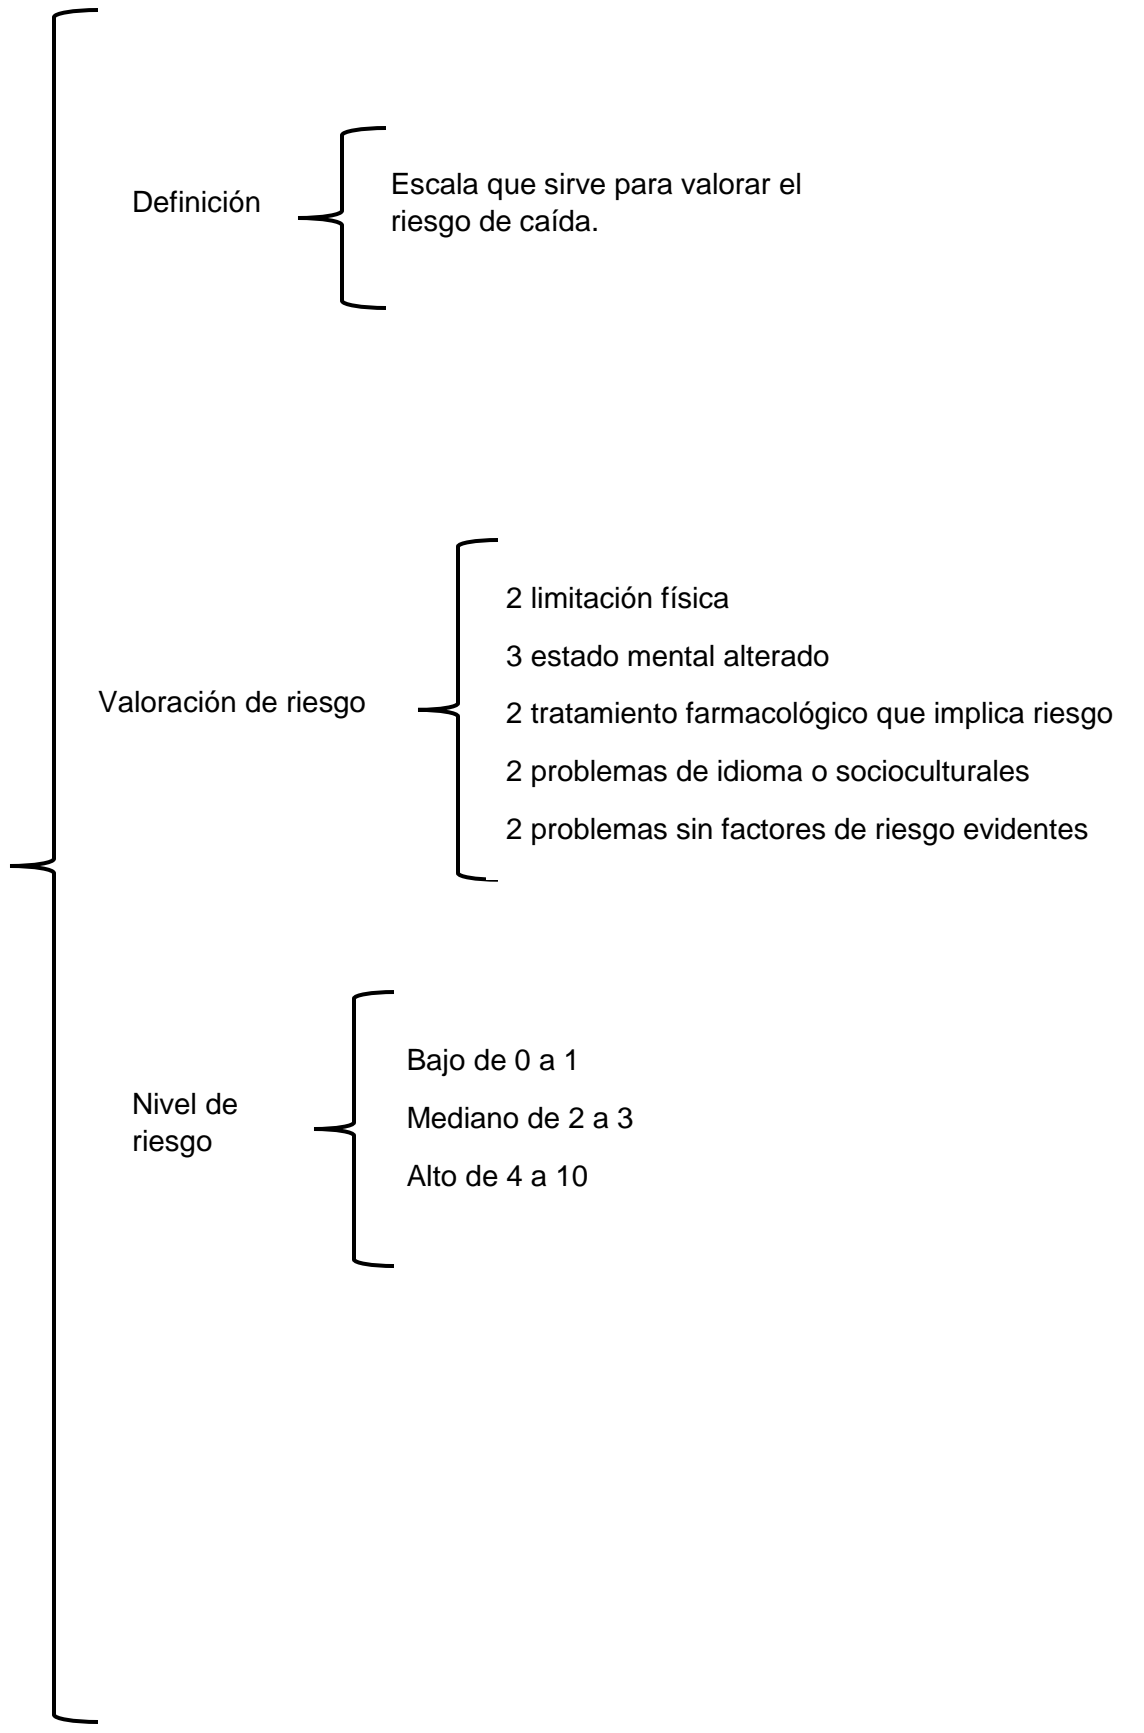 Definición
Escala que sirve para valorar el
riesgo de caída.
Valoración de riesgo
2 limitación física
3 estado mental alterado
2 tratamiento farmacológico que implica riesgo
2 problemas de idioma o socioculturales
2 problemas sin factores de riesgo evidentes
Nivel de
riesgo
Bajo de 0 a 1
Mediano de 2 a 3
Alto de 4 a 10